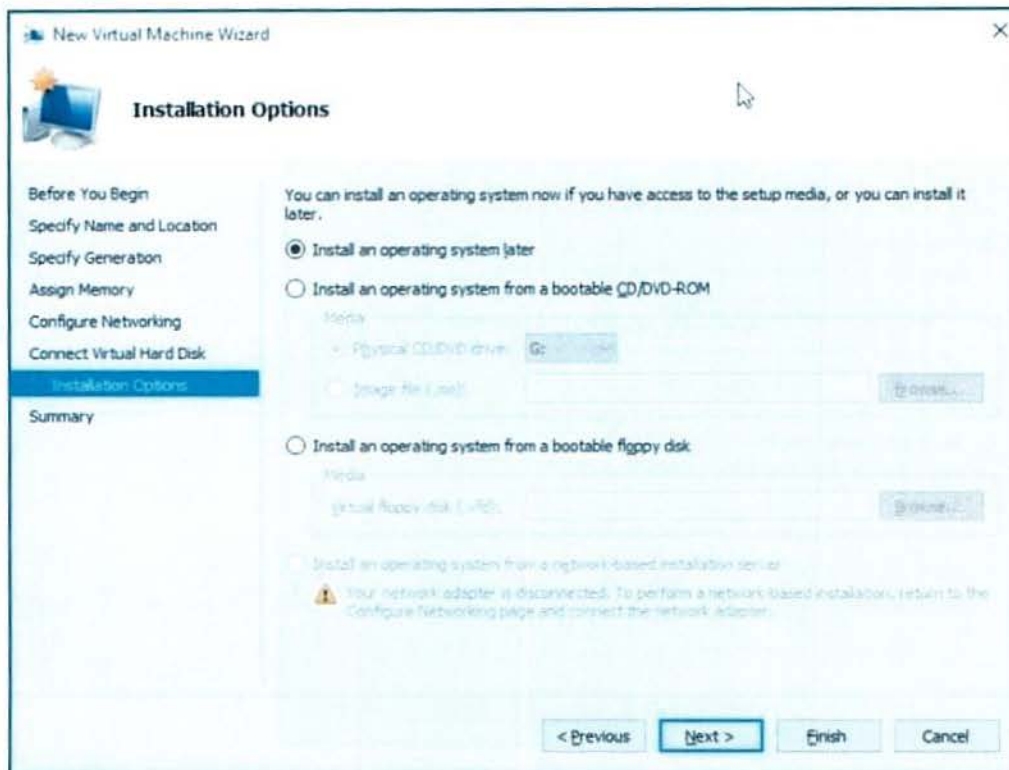 New Virtual Machine Wizard
Installation Options
Before You Begin
Specify Name and Location
Specify Generation
Assign Memory
Configure Networking
Connect Virtual Hard Disk
Installation Options
Summary
You can install an operating system now if you have access to the setup media, or you can install it
later.
Install an operating system later
Install an operating system from a bootable CD/DVD-ROM
Media
Physical CD/DVD drive: G:
Image file (.iso): Browse...
Install an operating system from a bootable floppy disk
Media
Virtual floppy disk (.vfd): Browse...
Install an operating system from a network-based installation server
Your network adapter is disconnected. To perform a network-based installation, return to the
Configure Networking page and connect the network adapter.
< Previous Next > Finish Cancel